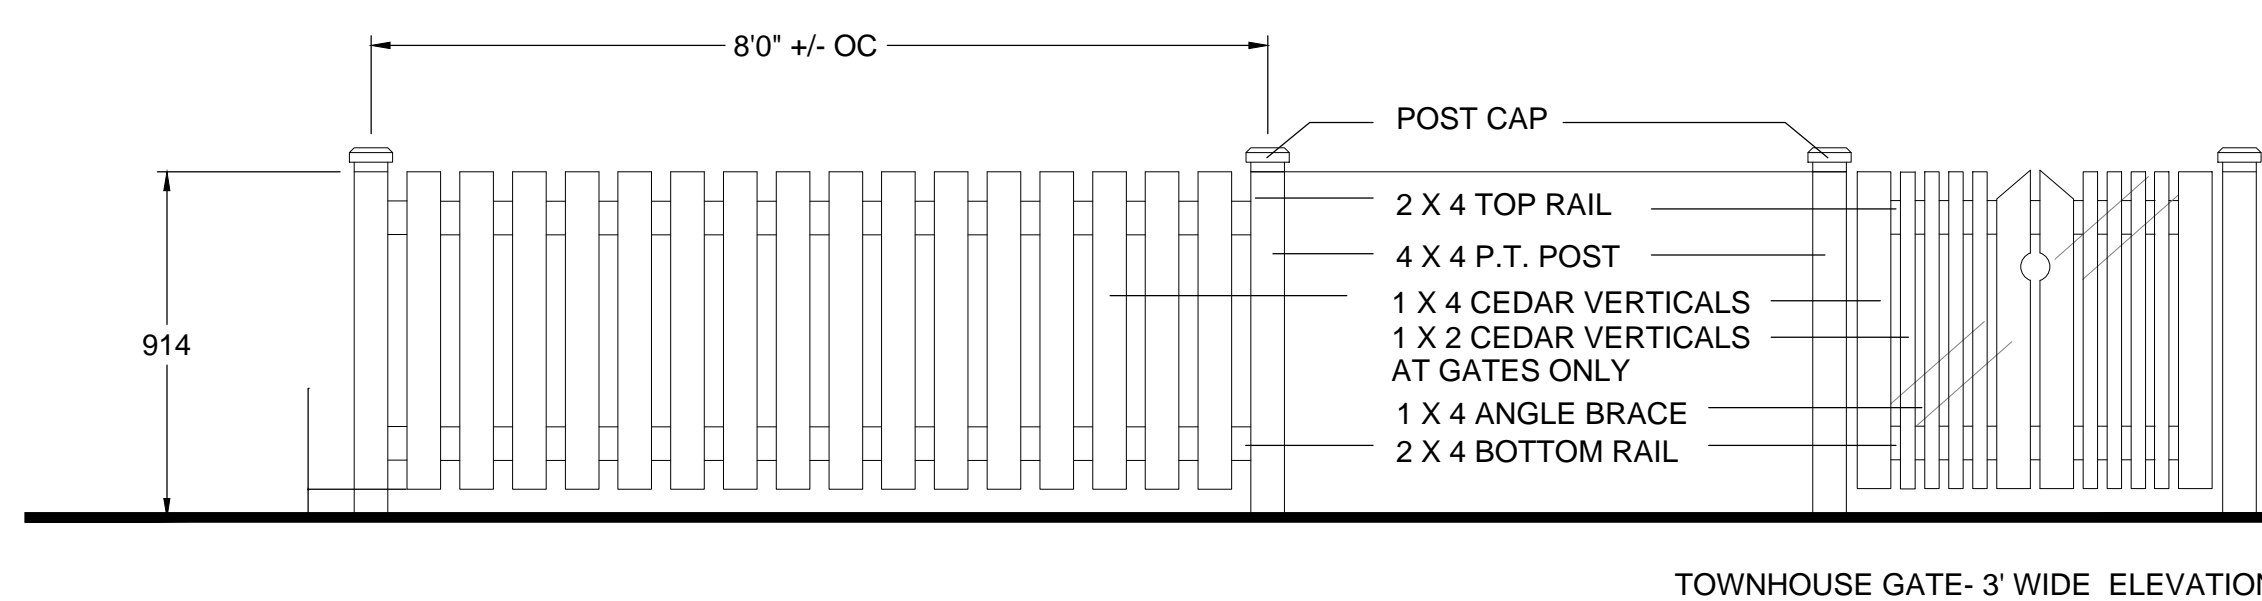 8'0" +/- OC
POST CAP
2 X 4 TOP RAIL
4 X 4 P.T. POST
1 X 4 CEDAR VERTICALS
1 X 2 CEDAR VERTICALS
AT GATES ONLY
1 X 4 ANGLE BRACE
2 X 4 BOTTOM RAIL
914
TOWNHOUSE GATE- 3' WIDE ELEVATION